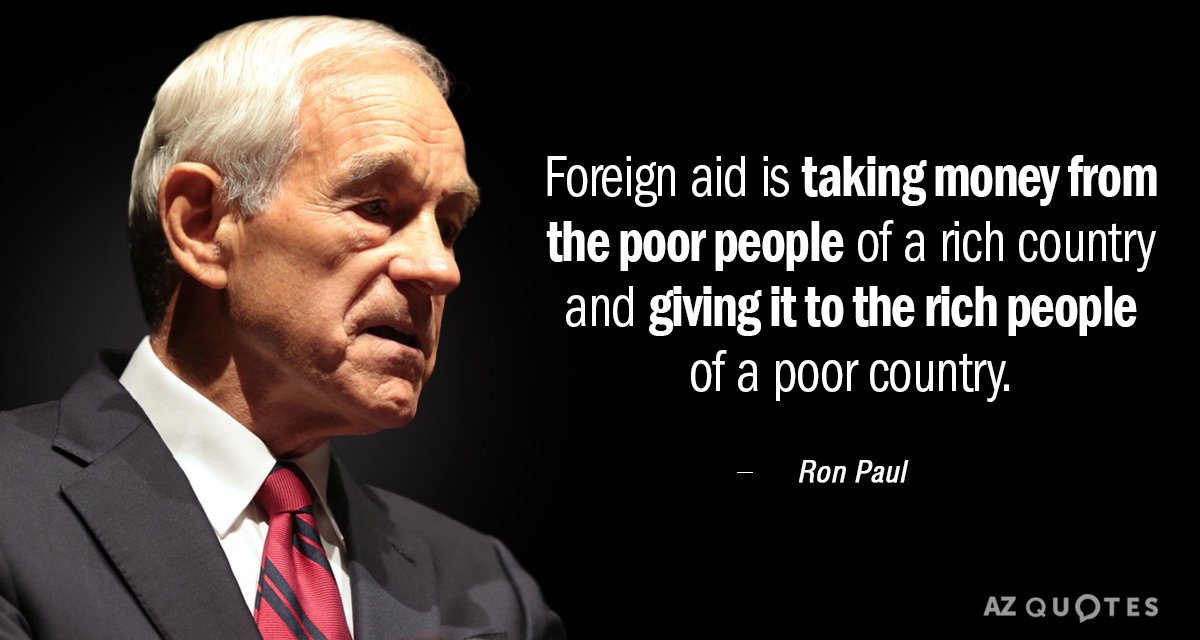 Foreign aid is taking money from
the poor people of a rich country
and giving it to the rich people
of a poor country.
– Ron Paul
AZ QUOTES